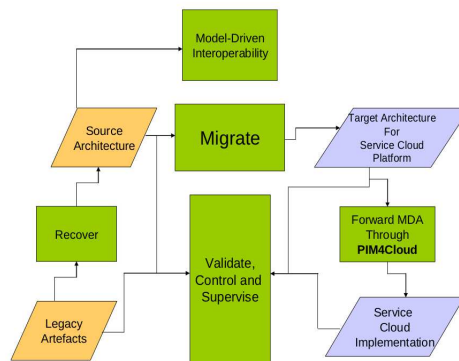 Model-Driven
Interoperability
Source
Architecture
Migrate
Target Architecture
For
Service Cloud
Platform
Recover
Validate,
Control and
Supervise
Forward MDA
Through
PIM4Cloud
Legacy
Artefacts
Service
Cloud
Implementation